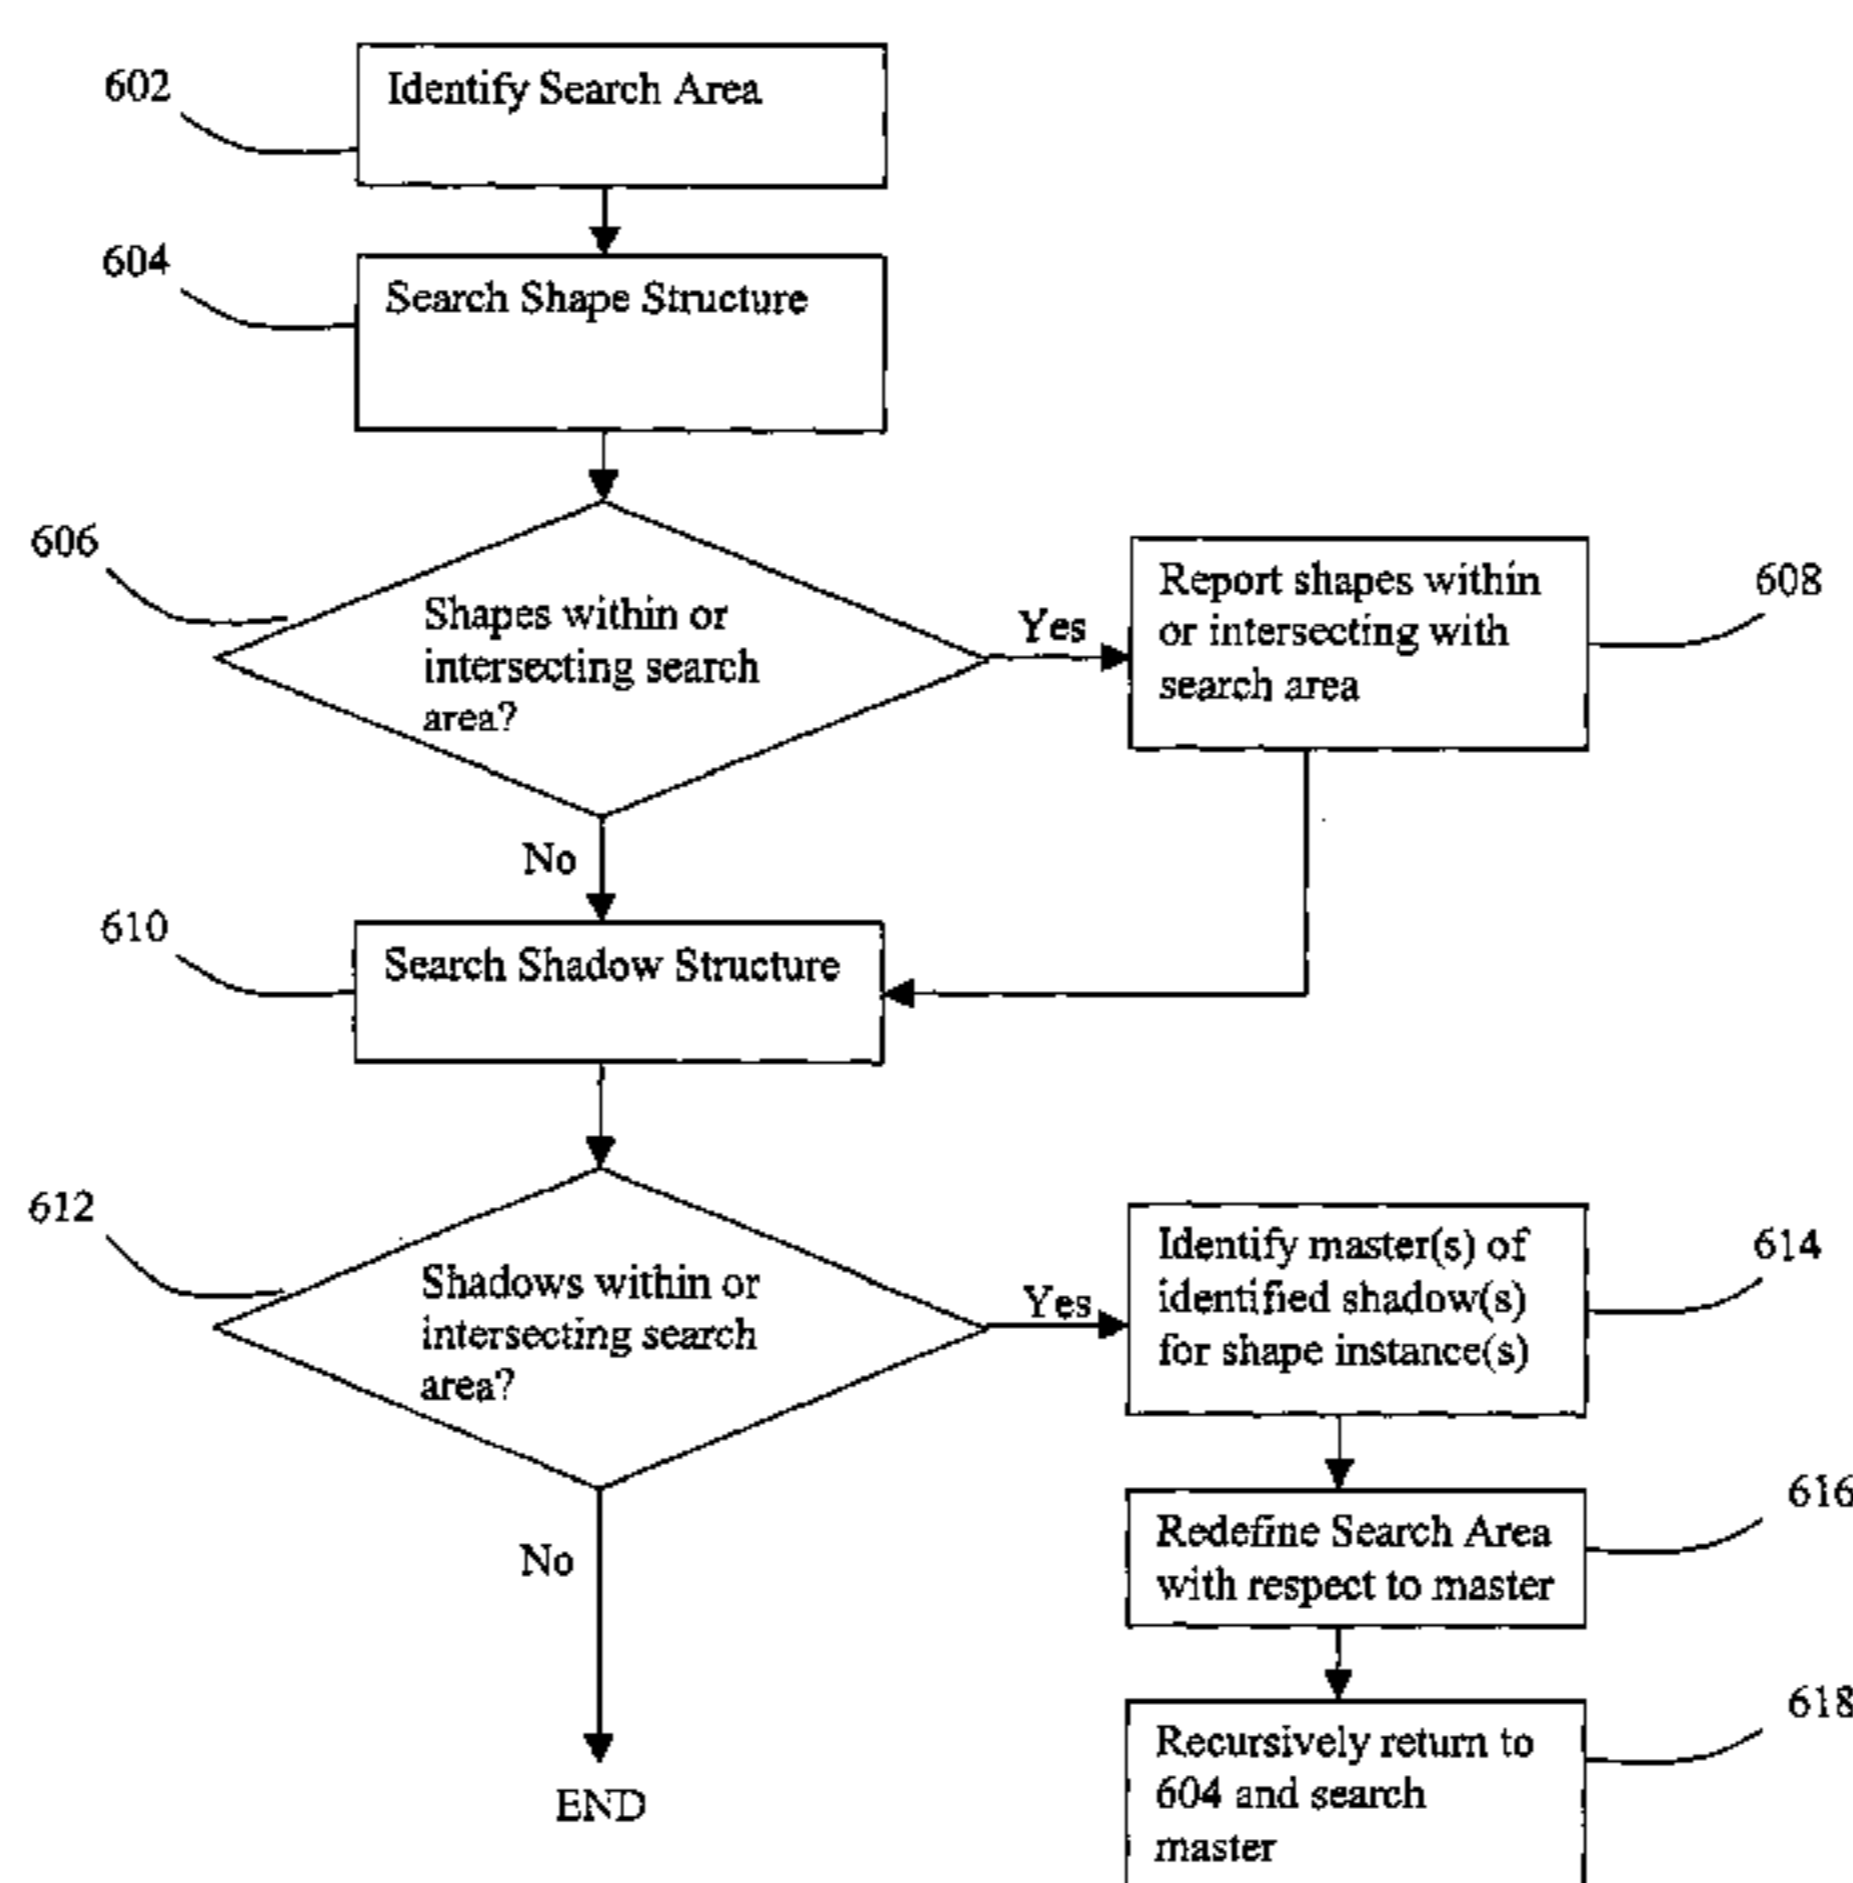 602
Identify Search Area
604
Search Shape Structure
606
Shapes within or
intersecting search
area?
Yes
Report shapes within
or intersecting with
search area
608
No
610
Search Shadow Structure
612
Shadows within or
intersecting search
area?
Yes
Identify master(s) of
identified shadow(s)
for shape instance(s)
614
No
Redefine Search Area
with respect to master
616
END
Recursively return to
604 and search
master
618